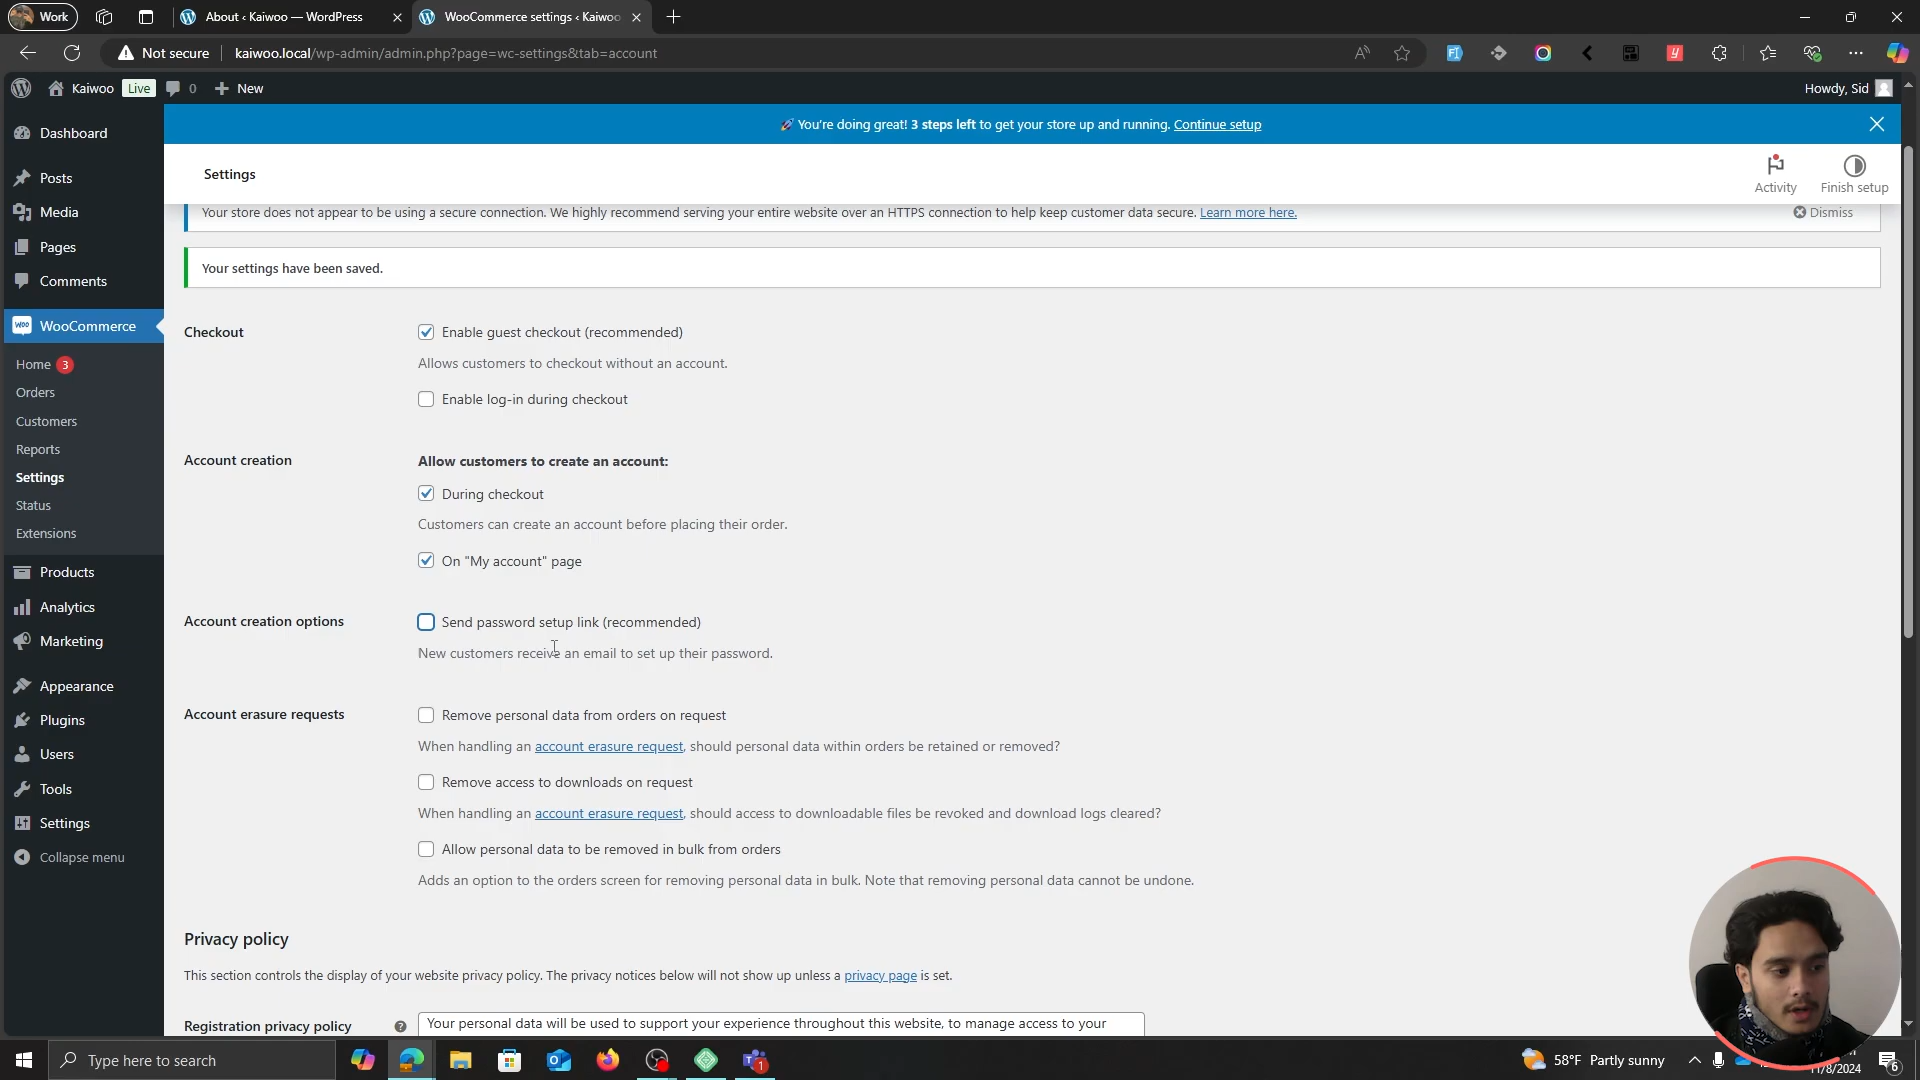 Work
About ‹ Kaiwoo — WordPress
WooCommerce settings ‹ Kaiwoo
Not secure
kaiwoo.local/wp-admin/admin.php?page=wc-settings&tab=account
Kaiwoo Live 0 New
Howdy, Sid
🚀 You're doing great! 3 steps left to get your store up and running. Continue setup
Settings
Activity
Finish setup
Your store does not appear to be using a secure connection. We highly recommend serving your entire website over an HTTPS connection to help keep customer data secure. Learn more here.
Dismiss
Your settings have been saved.
Dashboard
Posts
Media
Pages
Comments
WooCommerce
Home 3
Orders
Customers
Reports
Settings
Status
Extensions
Products
Analytics
Marketing
Appearance
Plugins
Users
Tools
Settings
Collapse menu
Checkout
Enable guest checkout (recommended)
Allows customers to checkout without an account.
Enable log-in during checkout
Account creation
Allow customers to create an account:
During checkout
Customers can create an account before placing their order.
On "My account" page
Account creation options
Send password setup link (recommended)
New customers receive an email to set up their password.
Account erasure requests
Remove personal data from orders on request
When handling an account erasure request, should personal data within orders be retained or removed?
Remove access to downloads on request
When handling an account erasure request, should access to downloadable files be revoked and download logs cleared?
Allow personal data to be removed in bulk from orders
Adds an option to the orders screen for removing personal data in bulk. Note that removing personal data cannot be undone.
Privacy policy
This section controls the display of your website privacy policy. The privacy notices below will not show up unless a privacy page is set.
Registration privacy policy
Your personal data will be used to support your experience throughout this website, to manage access to your
Type here to search
58°F Partly sunny
11/8/2024
6